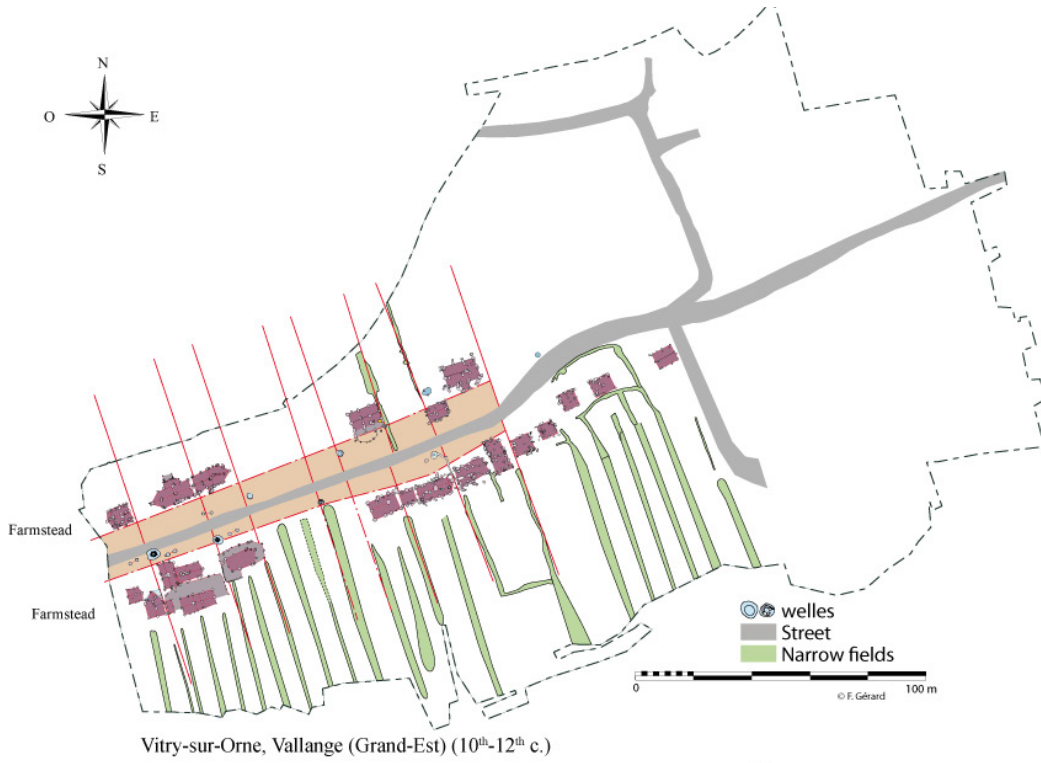 N
O E
S
Farmstead
Farmstead
welles
Street
Narrow fields
0 100 m
© F. Gérard
Vitry-sur-Orne, Vallange (Grand-Est) (10th-12th c.)